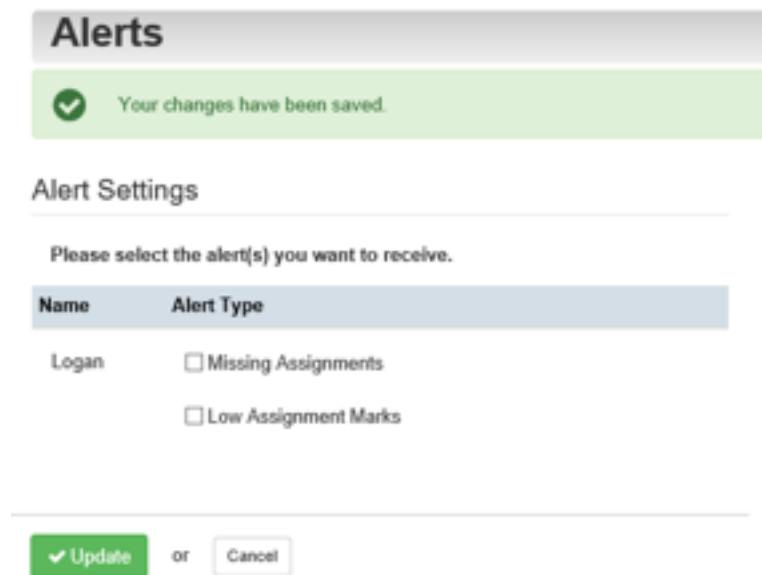 Alerts
Your changes have been saved.
Alert Settings
Please select the alert(s) you want to receive.
Name Alert Type
Logan Missing Assignments
Low Assignment Marks
Update or Cancel